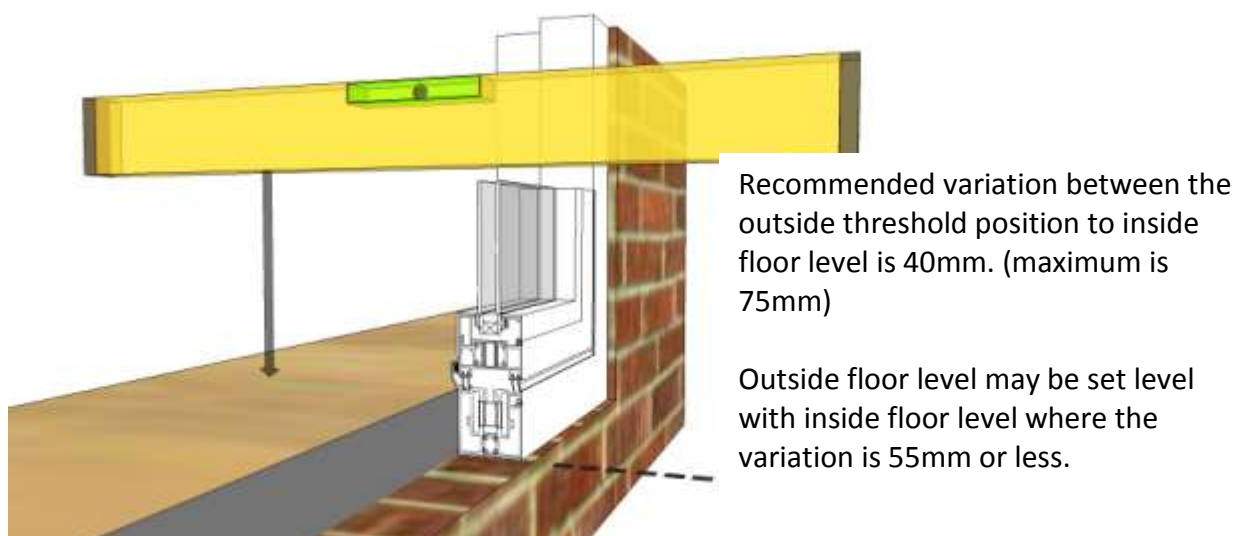 Recommended variation between the
outside threshold position to inside
floor level is 40mm. (maximum is
75mm)
Outside floor level may be set level
with inside floor level where the
variation is 55mm or less.